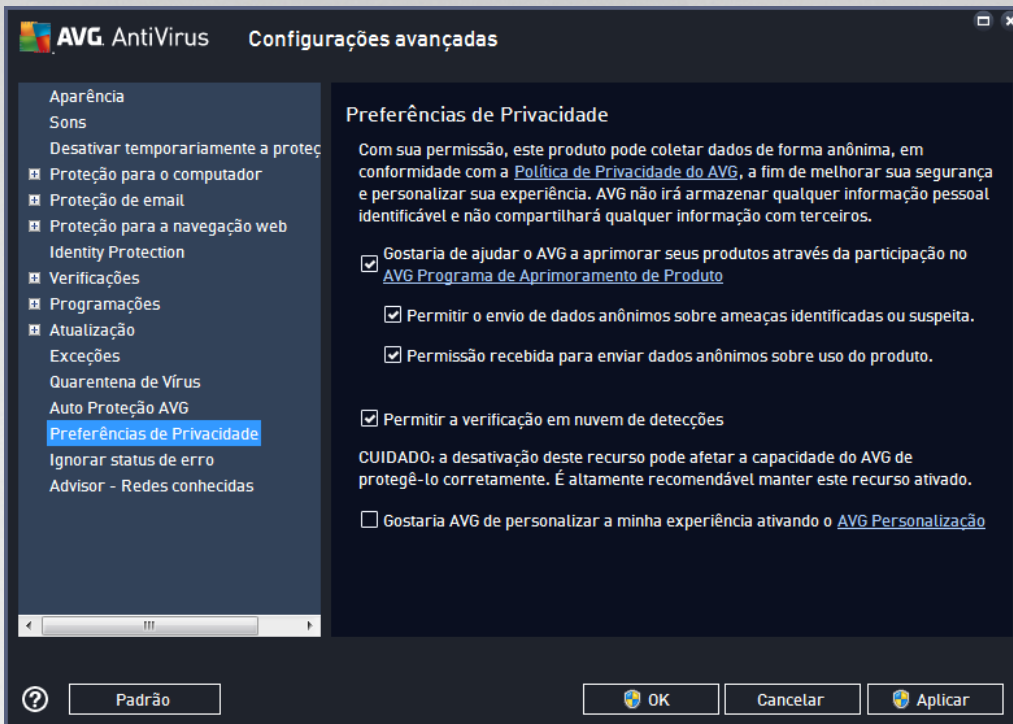 AVG. AntiVirus Configurações avançadas
Aparência
Sons
Desativar temporariamente a proteç
Proteção para o computador
Proteção de email
Proteção para a navegação web
Identity Protection
Verificações
Programações
Atualização
Exceções
Quarentena de Vírus
Auto Proteção AVG
Preferências de Privacidade
Ignorar status de erro
Advisor - Redes conhecidas
Preferências de Privacidade
Com sua permissão, este produto pode coletar dados de forma anônima, em
conformidade com a Política de Privacidade do AVG, a fim de melhorar sua segurança
e personalizar sua experiência. AVG não irá armazenar qualquer informação pessoal
identificável e não compartilhará qualquer informação com terceiros.
Gostaria de ajudar o AVG a aprimorar seus produtos através da participação no
AVG Programa de Aprimoramento de Produto
Permitir o envio de dados anônimos sobre ameaças identificadas ou suspeita.
Permissão recebida para enviar dados anônimos sobre uso do produto.
Permitir a verificação em nuvem de detecções
CUIDADO: a desativação deste recurso pode afetar a capacidade do AVG de
protegê-lo corretamente. É altamente recomendável manter este recurso ativado.
Gostaria AVG de personalizar a minha experiência ativando o AVG Personalização
? Padrão OK Cancelar Aplicar